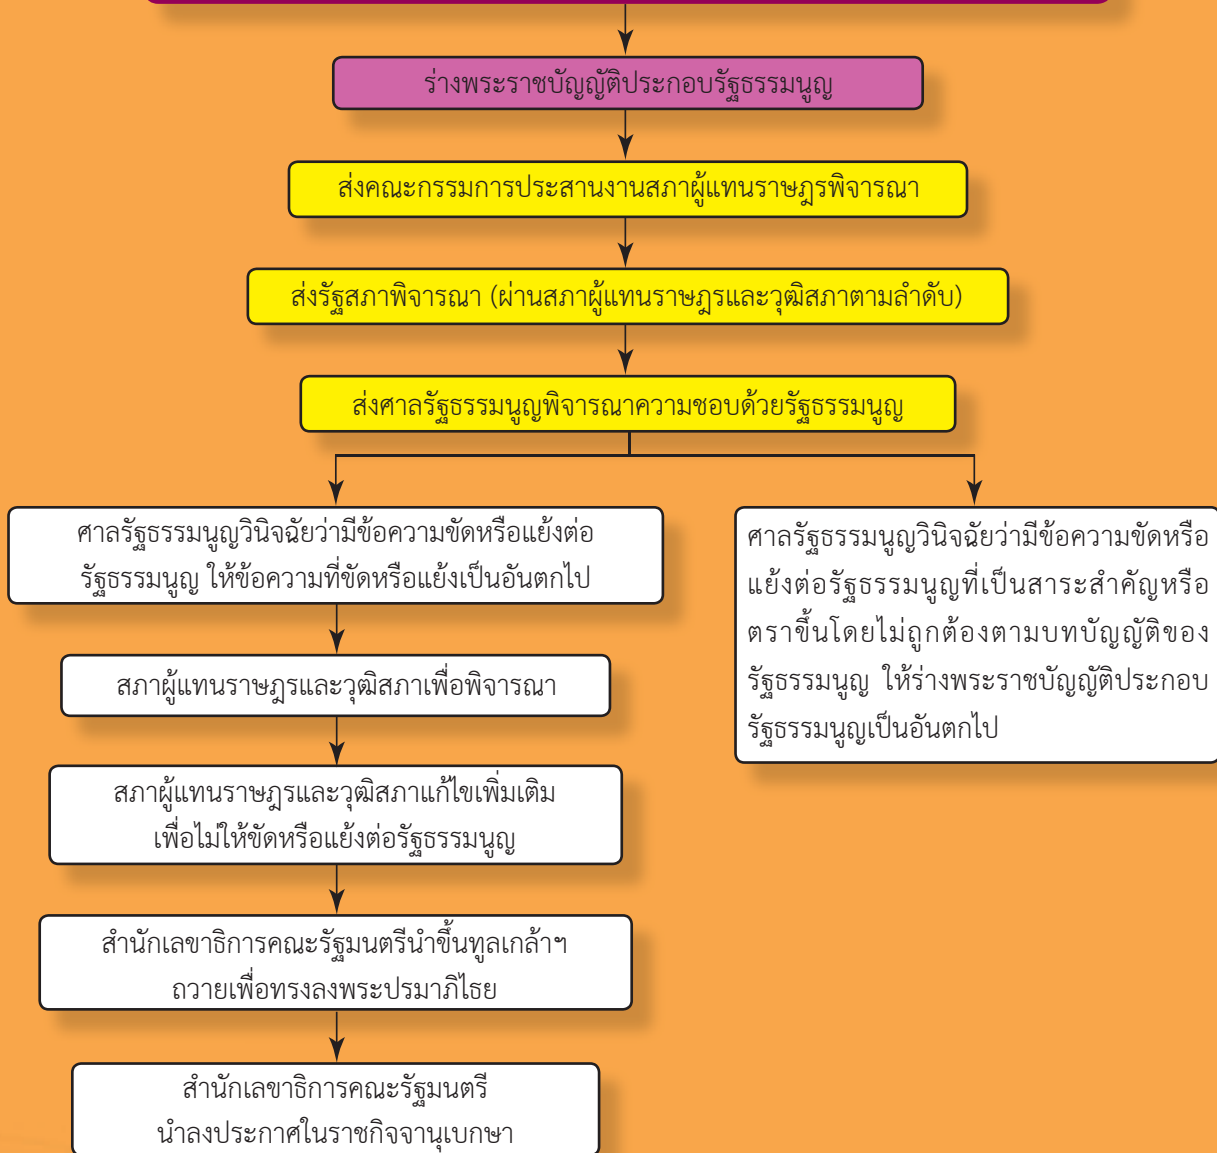 ร่างพระราชบัญญัติประกอบรัฐธรรมนูญ
ส่งคณะกรรมการประสานงานสภาผู้แทนราษฎรพิจารณา
ส่งรัฐสภาพิจารณา (ผ่านสภาผู้แทนราษฎรและวุฒิสภาตามลำดับ)
ส่งศาลรัฐธรรมนูญพิจารณาความชอบด้วยรัฐธรรมนูญ
ศาลรัฐธรรมนูญวินิจฉัยว่ามีข้อความขัดหรือแย้งต่อ
รัฐธรรมนูญ ให้ข้อความที่ขัดหรือแย้งเป็นอันตกไป
สภาผู้แทนราษฎรและวุฒิสภาเพื่อพิจารณา
สภาผู้แทนราษฎรและวุฒิสภาแก้ไขเพิ่มเติม
เพื่อไม่ให้ขัดหรือแย้งต่อรัฐธรรมนูญ
สำนักเลขาธิการคณะรัฐมนตรีนำขึ้นทูลเกล้าฯ
ถวายเพื่อทรงลงพระปรมาภิไธย
สำนักเลขาธิการคณะรัฐมนตรี
นำลงประกาศในราชกิจจานุเบกษา
ศาลรัฐธรรมนูญวินิจฉัยว่ามีข้อความขัดหรือ
แย้งต่อรัฐธรรมนูญที่เป็นสาระสำคัญหรือ
ตราขึ้นโดยไม่ถูกต้องตามบทบัญญัติของ
รัฐธรรมนูญ ให้ร่างพระราชบัญญัติประกอบ
รัฐธรรมนูญเป็นอันตกไป